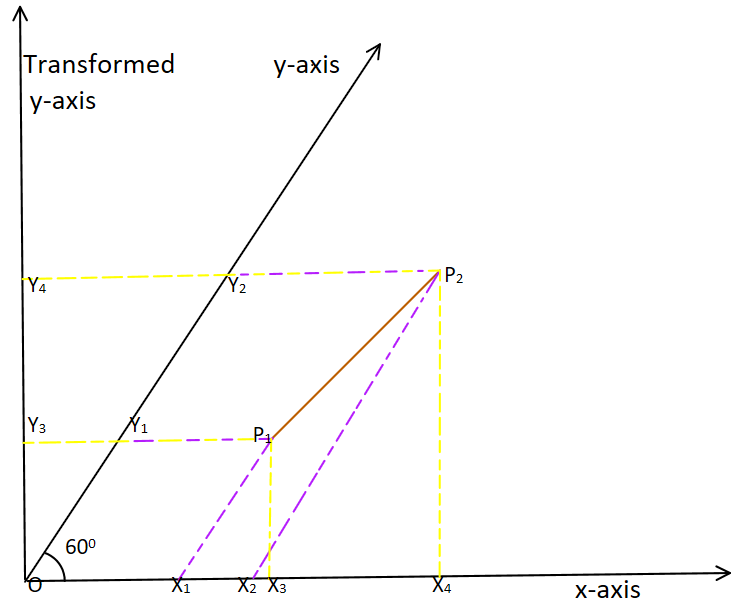 Transformed
y-axis
y-axis
Y₄
Y₂
P₂
Y₃
Y₁
P₁
60⁰
O
X₁
X₂
X₃
X₄
x-axis